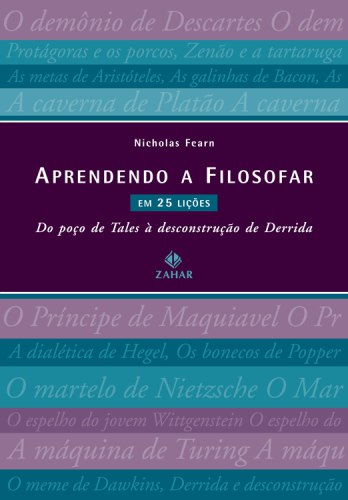 O demônio de Descartes O dem
Protágoras e os porcos, Zenão e a tartaruga
As metas de Aristóteles, As galinhas de Bacon, As
A caverna de Platão A caverna
Nicholas Fearn
APRENDENDO A FILOSOFAR
EM 25 LIÇÕES
Do poço de Tales à desconstrução de Derrida
ZAHAR
O Príncipe de Maquiavel O Pr
A dialética de Hegel, Os bonecos de Popper
O martelo de Nietzsche O Mar
O espelho do jovem Wittgenstein O espelho do
A máquina de Turing A máqu
O meme de Dawkins, Derrida e desconstrução